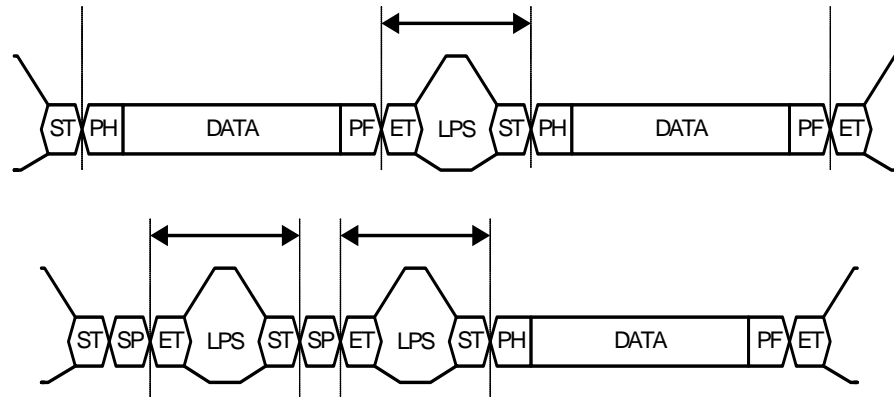 ST PH DATA PF ET LPS ST PH DATA PF ET
ST SP ET LPS ST SP ET LPS ST PH DATA PF ET